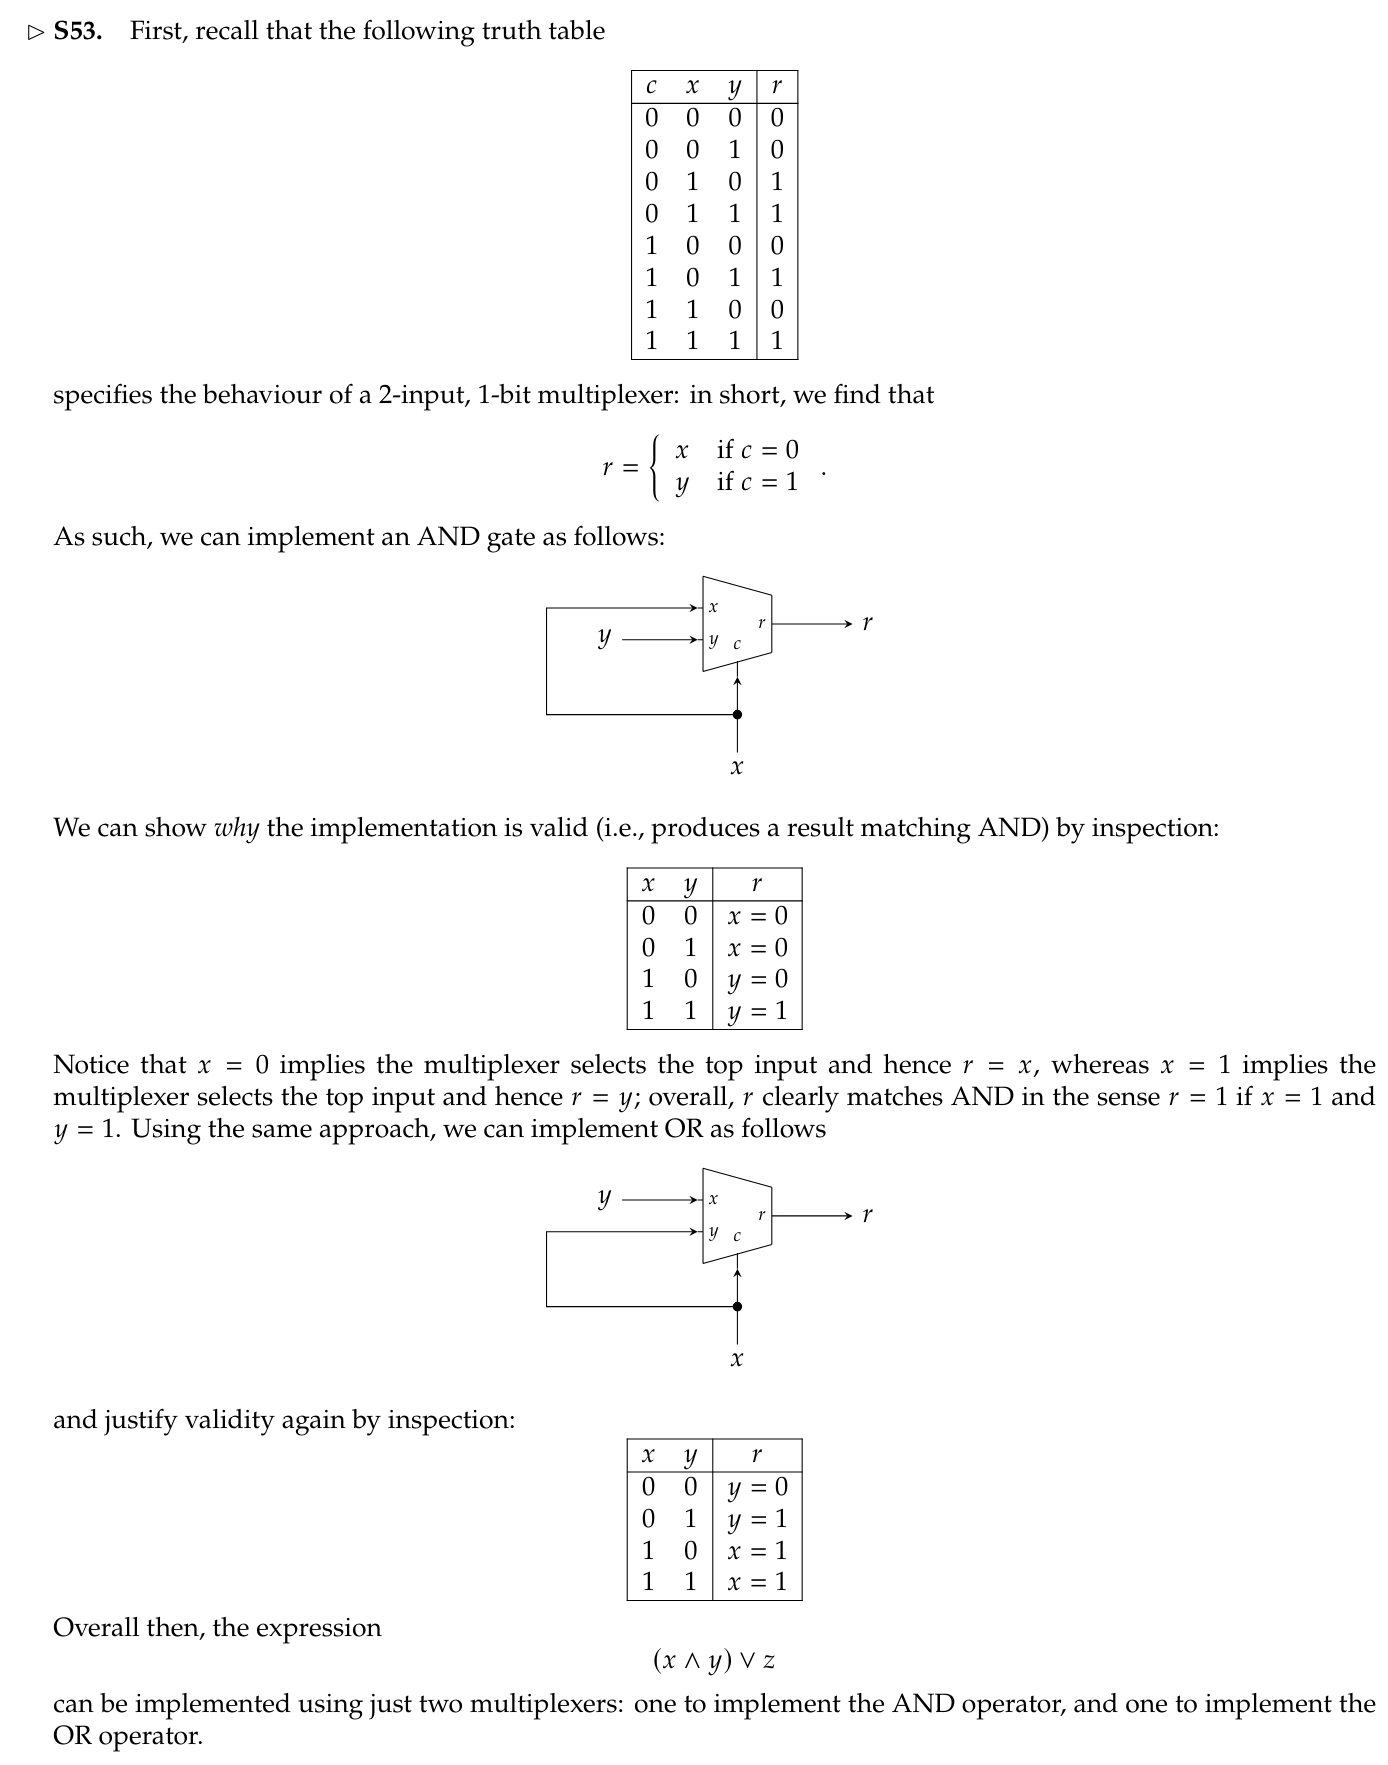 ▷ S53. First, recall that the following truth table
c x y r
0 0 0 0
0 0 1 0
0 1 0 1
0 1 1 1
1 0 0 0
1 0 1 1
1 1 0 0
1 1 1 1
specifies the behaviour of a 2-input, 1-bit multiplexer: in short, we find that
r = { x if c = 0
y if c = 1 .
As such, we can implement an AND gate as follows:
x
y y c r r
x
We can show why the implementation is valid (i.e., produces a result matching AND) by inspection:
x y r
0 0 x = 0
0 1 x = 0
1 0 y = 0
1 1 y = 1
Notice that x = 0 implies the multiplexer selects the top input and hence r = x, whereas x = 1 implies the
multiplexer selects the top input and hence r = y; overall, r clearly matches AND in the sense r = 1 if x = 1 and
y = 1. Using the same approach, we can implement OR as follows
y x
y c r r
x
and justify validity again by inspection:
x y r
0 0 y = 0
0 1 y = 1
1 0 x = 1
1 1 x = 1
Overall then, the expression
(x ∧ y) ∨ z
can be implemented using just two multiplexers: one to implement the AND operator, and one to implement the
OR operator.